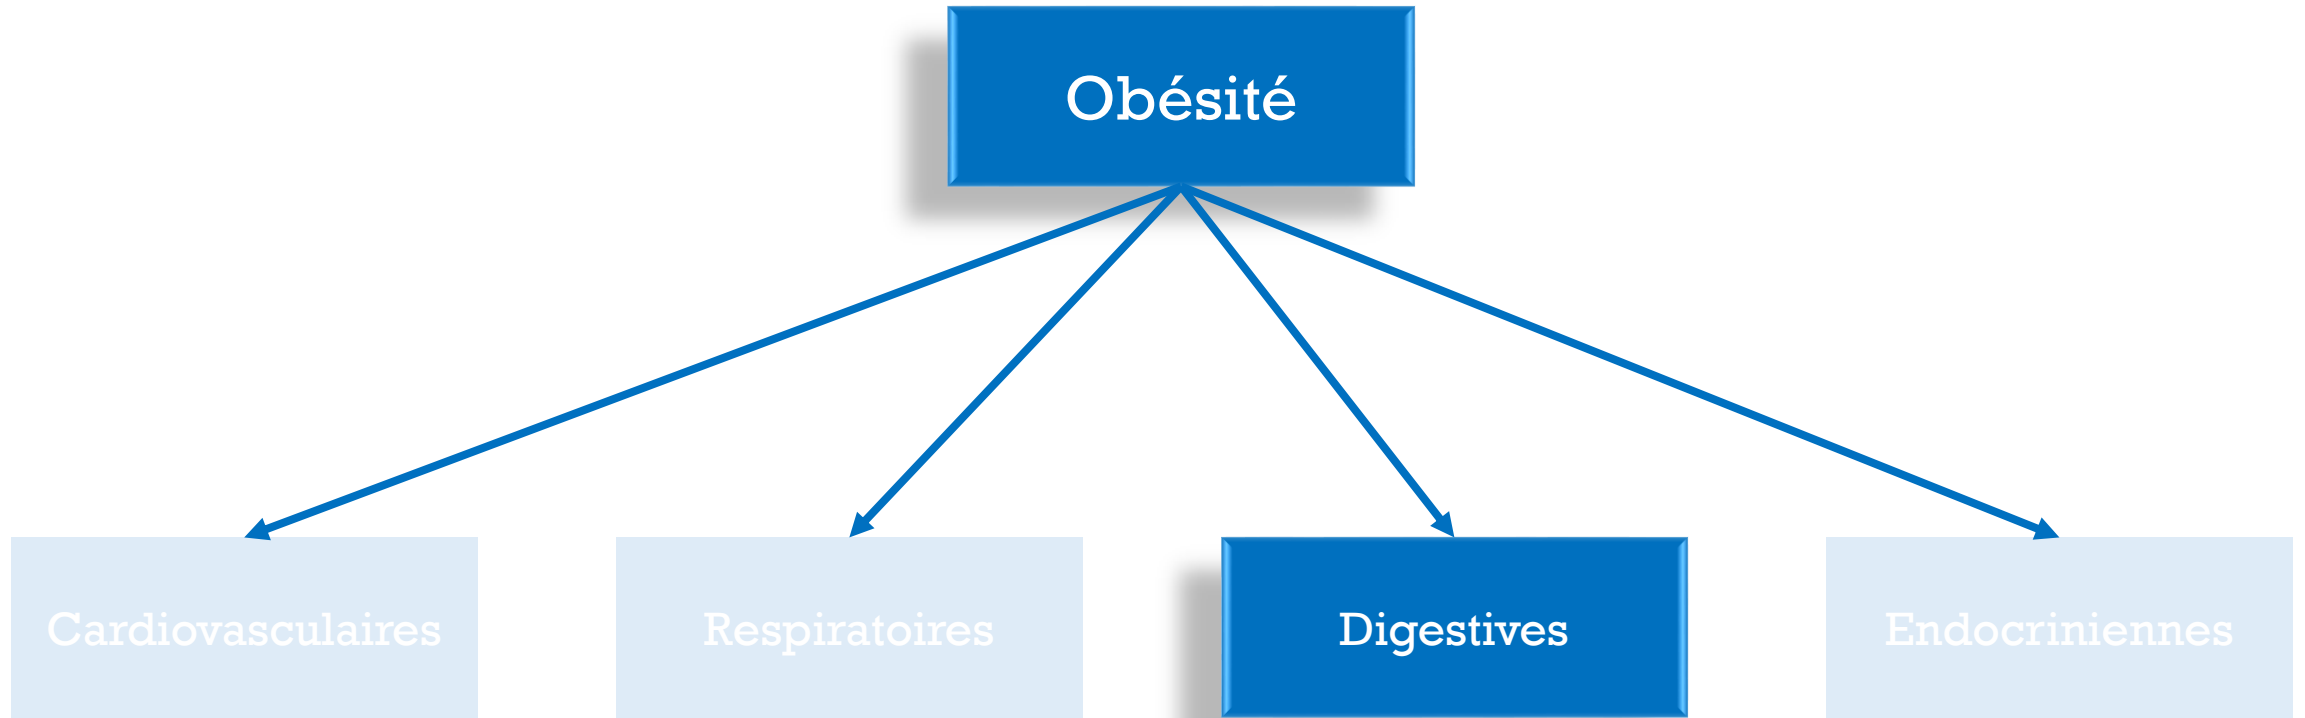 Obésité
Cardiovasculaires
Respiratoires
Digestives
Endocriniennes